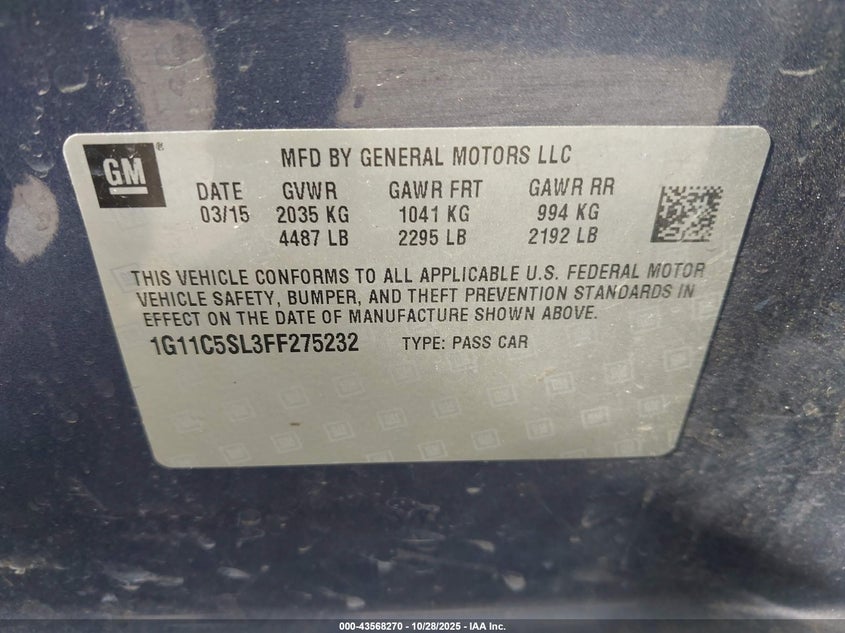 GM ®
MFD BY GENERAL MOTORS LLC
DATE GVWR GAWR FRT GAWR RR
03/15 2035 KG 1041 KG 994 KG
4487 LB 2295 LB 2192 LB
THIS VEHICLE CONFORMS TO ALL APPLICABLE U.S. FEDERAL MOTOR
VEHICLE SAFETY, BUMPER, AND THEFT PREVENTION STANDARDS IN
EFFECT ON THE DATE OF MANUFACTURE SHOWN ABOVE.
1G11C5SL3FF275232 TYPE: PASS CAR
000-43568270 | 10/28/2025 - IAA Inc.